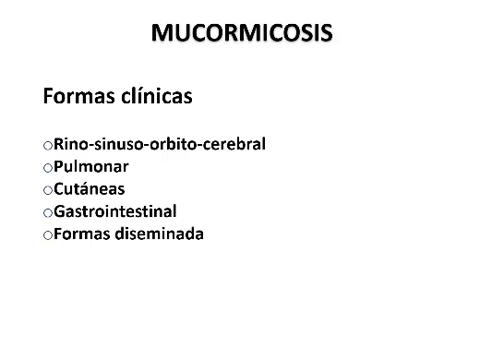 MUCORMICOSIS
Formas clínicas
Rino-sinuso-orbito-cerebral
Pulmonar
Cutáneas
Gastrointestinal
Formas diseminada